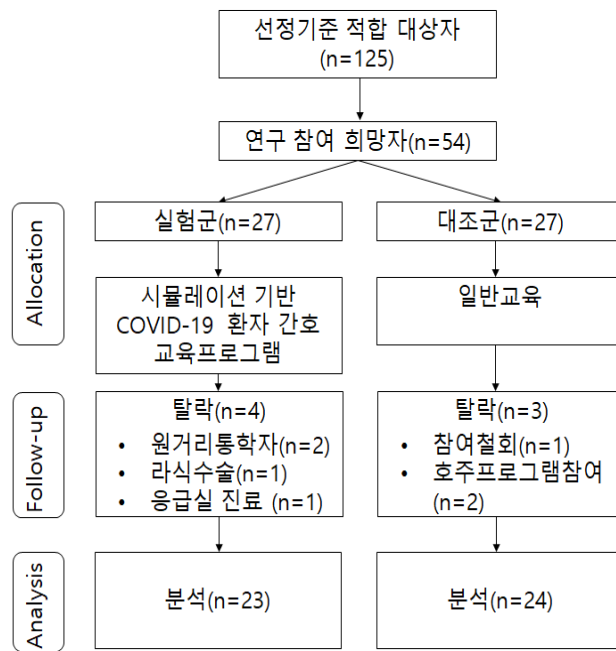 선정기준 적합 대상자
(n=125)
연구 참여 희망자(n=54)
Allocation
실험군(n=27)
대조군(n=27)
시뮬레이션 기반
COVID-19 환자 간호
교육프로그램
일반교육
Follow-up
탈락(n=4)
• 원거리통학자(n=2)
• 라식수술(n=1)
• 응급실 진료 (n=1)
탈락(n=3)
• 참여철회(n=1)
• 호주프로그램참여
(n=2)
Analysis
분석(n=23)
분석(n=24)